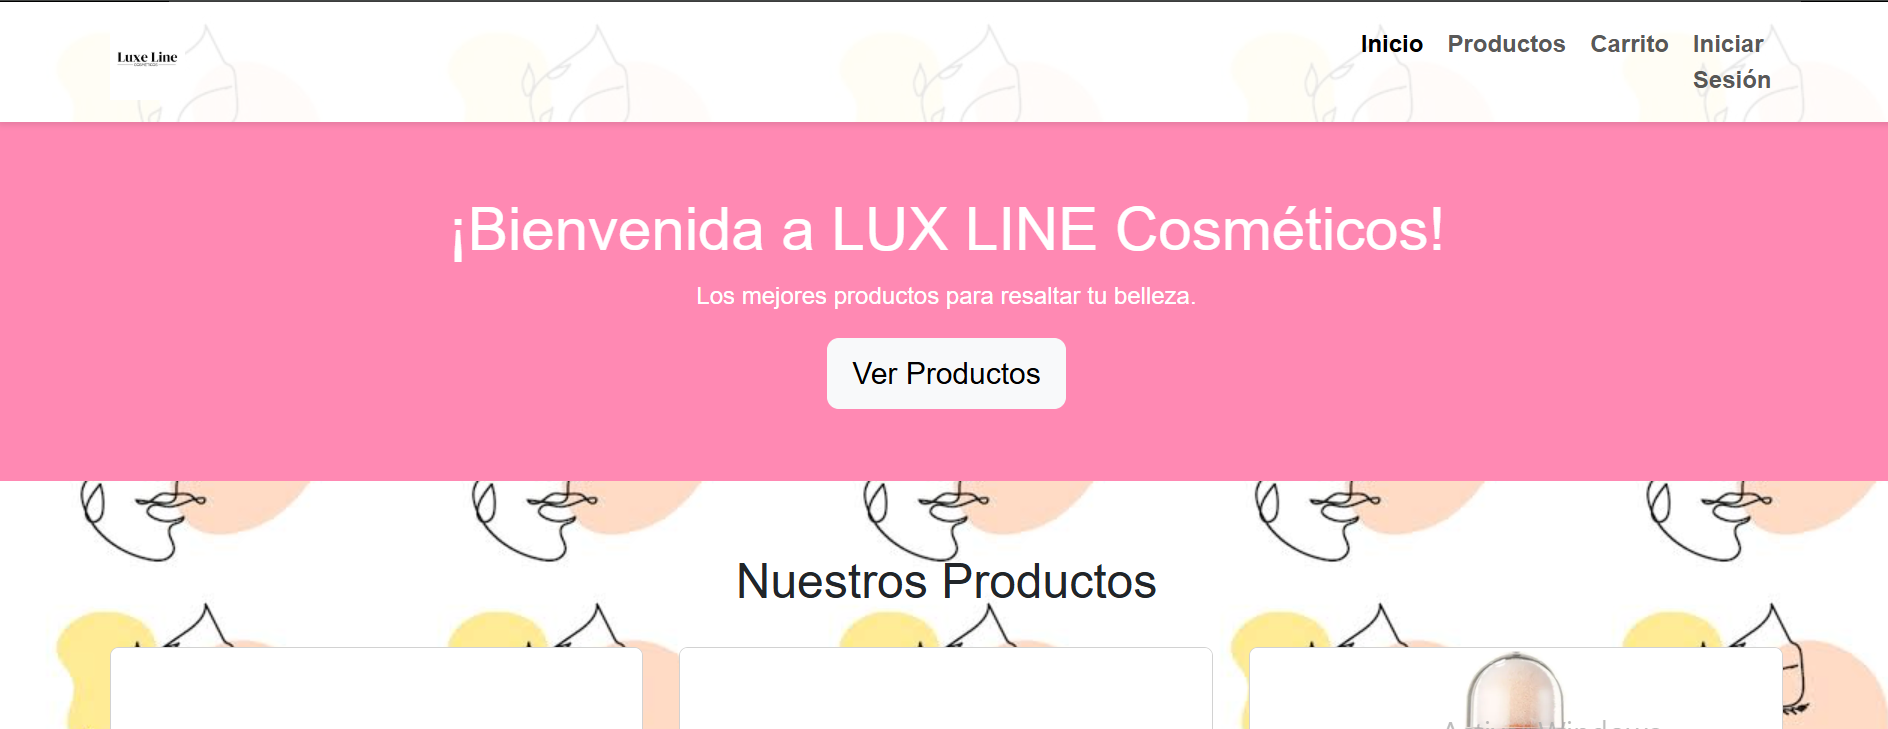 Luxe Line
COSMÉTICOS
Inicio Productos Carrito Iniciar Sesión
¡Bienvenida a LUX LINE Cosméticos!
Los mejores productos para resaltar tu belleza.
Ver Productos
Nuestros Productos